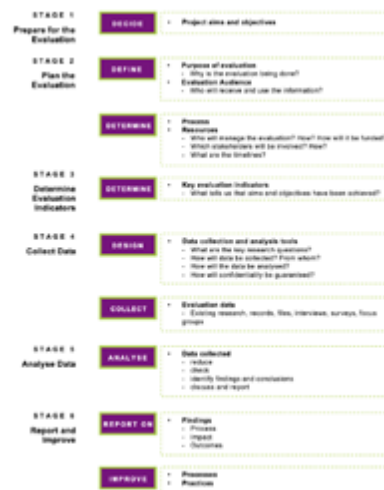 STAGE 1
Prepare for the
Evaluation
DECIDE
• Project aims and objectives
STAGE 2
Plan the
Evaluation
DEFINE
• Purpose of evaluation
- Why is the evaluation being done?
• Evaluation Audience
- Who will receive and use the information?
DETERMINE
• Process
• Resources
- Who will manage the evaluation? How? How will it be funded?
- Which stakeholders will be involved? How?
- What are the timelines?
STAGE 3
Determine
Evaluation
Indicators
DETERMINE
• Key evaluation indicators
- What tells us that aims and objectives have been achieved?
STAGE 4
Collect Data
DESIGN
• Data collection and analysis tools
- What are the key research questions?
- How will data be collected? From whom?
- How will the data be analysed?
- How will confidentiality be guaranteed?
COLLECT
• Evaluation data
- Existing research, records, files, interviews, surveys, focus
groups
STAGE 5
Analyse Data
ANALYSE
• Data collected
- reduce
- check
- identify findings and conclusions
- discuss and report
STAGE 6
Report and
Improve
REPORT ON
• Findings
- Process
- Impact
- Outcomes
IMPROVE
• Processes
• Practices